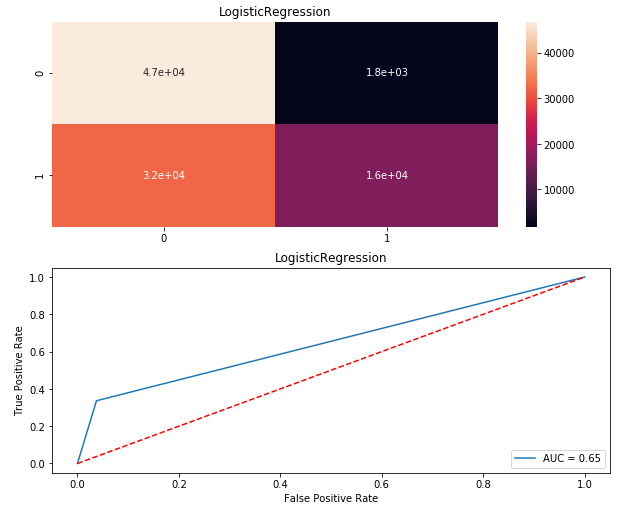 LogisticRegression
0
4.7e+04
1.8e+03
1
3.2e+04
1.6e+04
0
1
40000
30000
20000
10000
LogisticRegression
True Positive Rate
1.0
0.8
0.6
0.4
0.2
0.0
AUC = 0.65
0.0
0.2
0.4
0.6
0.8
1.0
False Positive Rate